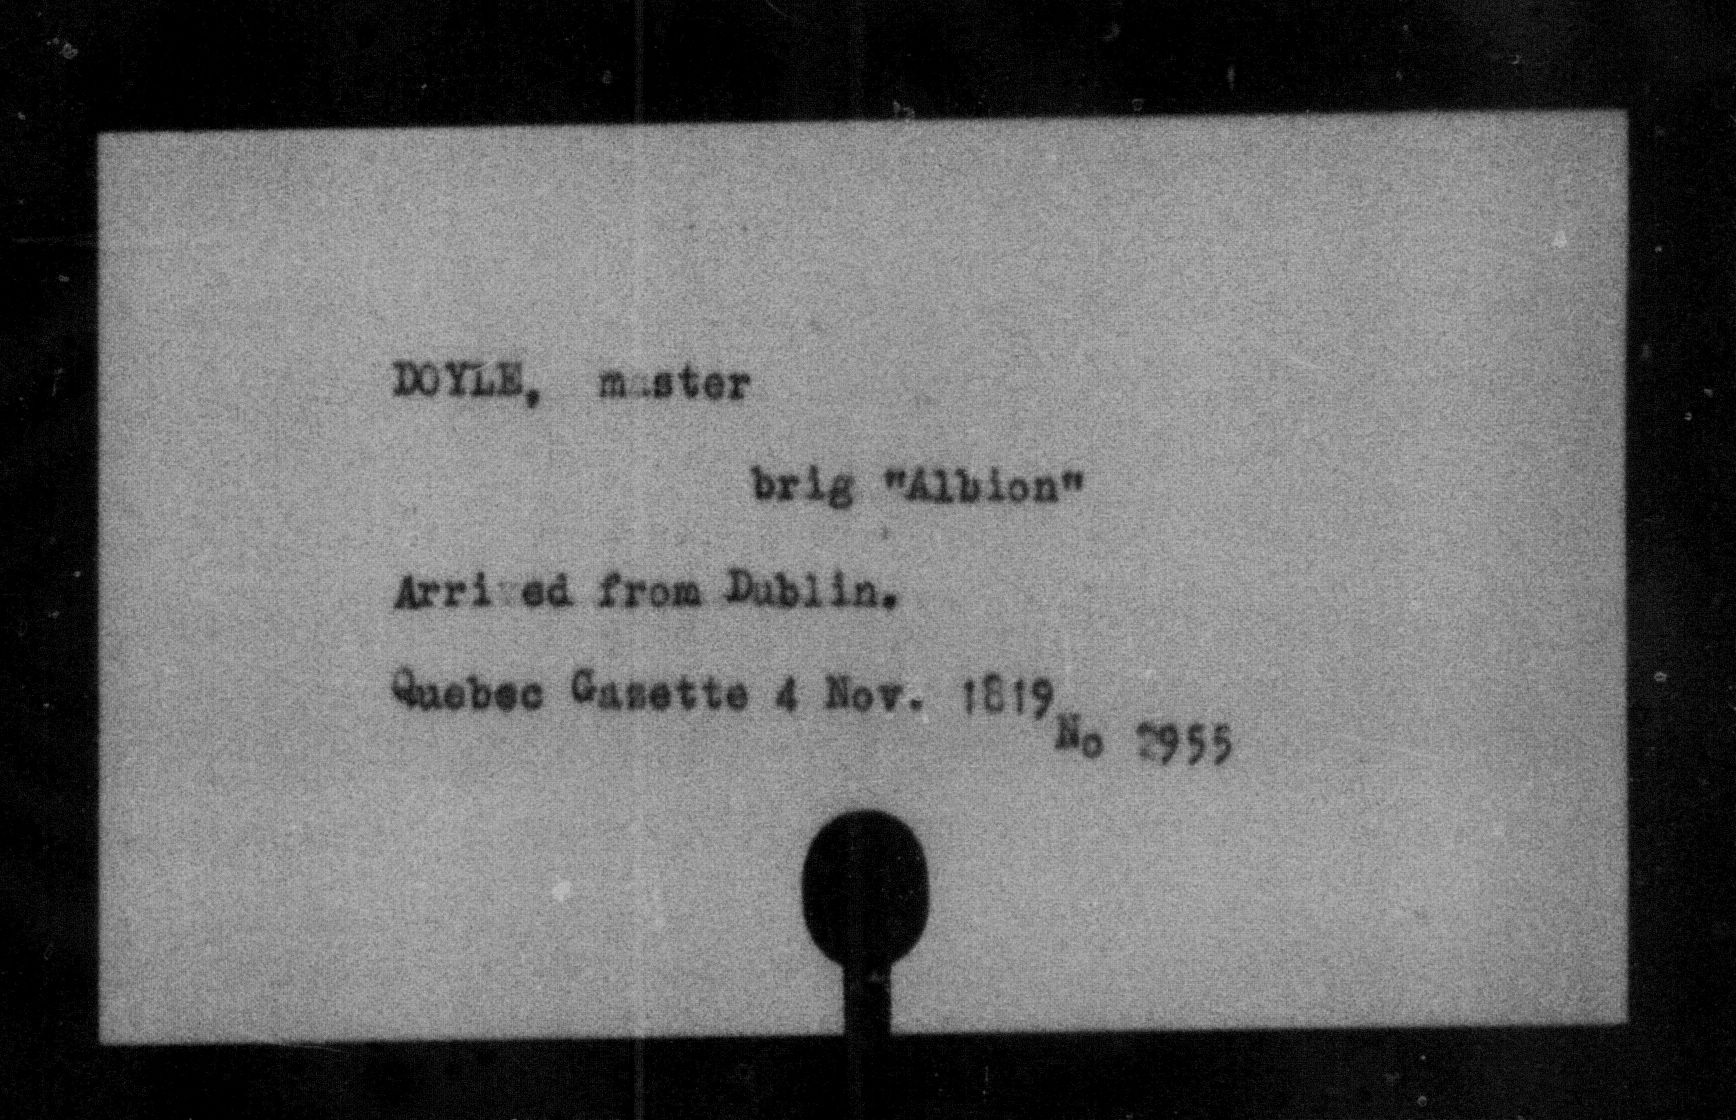 DOYLE, master
brig "Albion"
Arrived from Dublin.
Quebec Gazette 4 Nov. 1819
No 2955